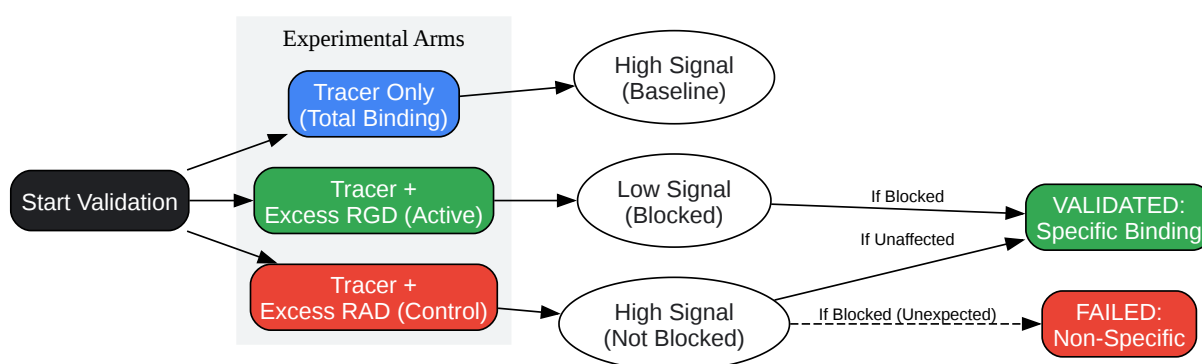 Experimental Arms
Start Validation
Tracer Only
(Total Binding)
High Signal
(Baseline)
Tracer +
Excess RGD (Active)
Low Signal
(Blocked)
If Blocked
VALIDATED:
Specific Binding
If Unaffected
Tracer +
Excess RAD (Control)
High Signal
(Not Blocked)
If Blocked (Unexpected)
FAILED:
Non-Specific